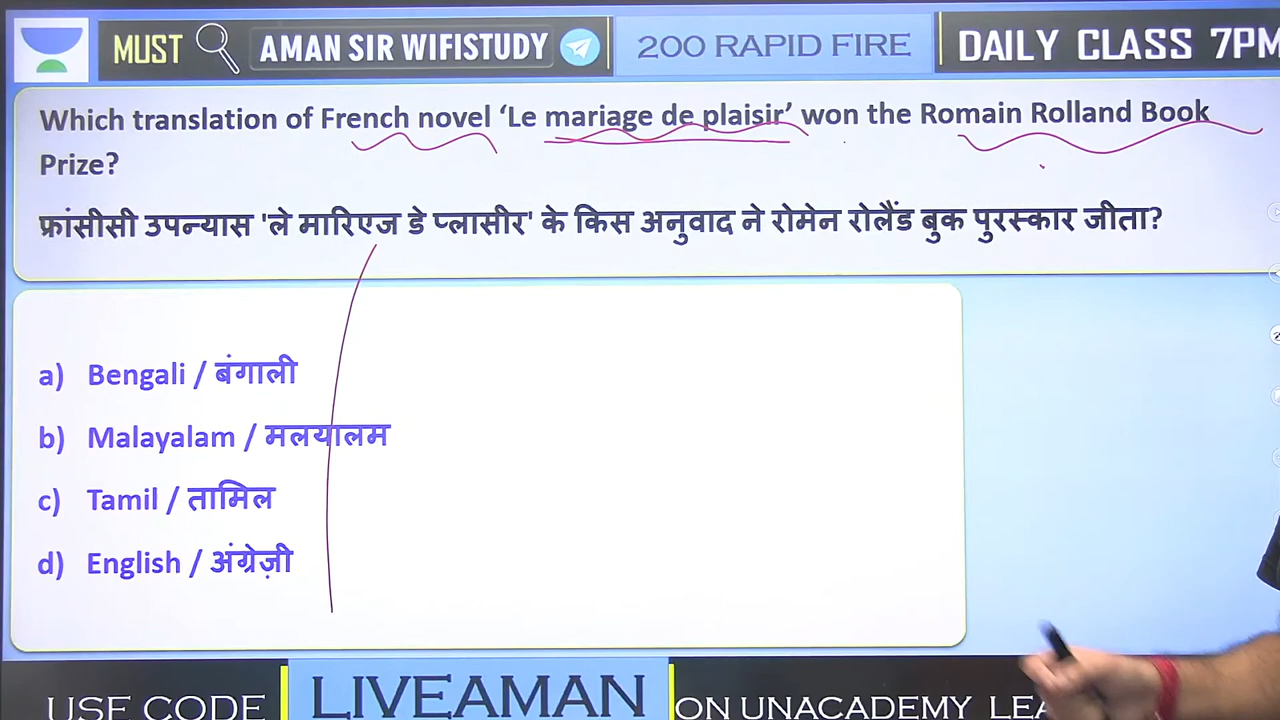 MUST AMAN SIR WIFISTUDY 200 RAPID FIRE DAILY CLASS 7PM
Which translation of French novel ‘Le mariage de plaisir’ won the Romain Rolland Book
Prize?
फ्रांसीसी उपन्यास 'ले मारिएज डे प्लासीर' के किस अनुवाद ने रोमेन रोलैंड बुक पुरस्कार जीता?
a) Bengali / बंगाली
b) Malayalam / मलयालम
c) Tamil / तामिल
d) English / अंग्रेज़ी
USE CODE LIVEAMAN ON UNACADEMY